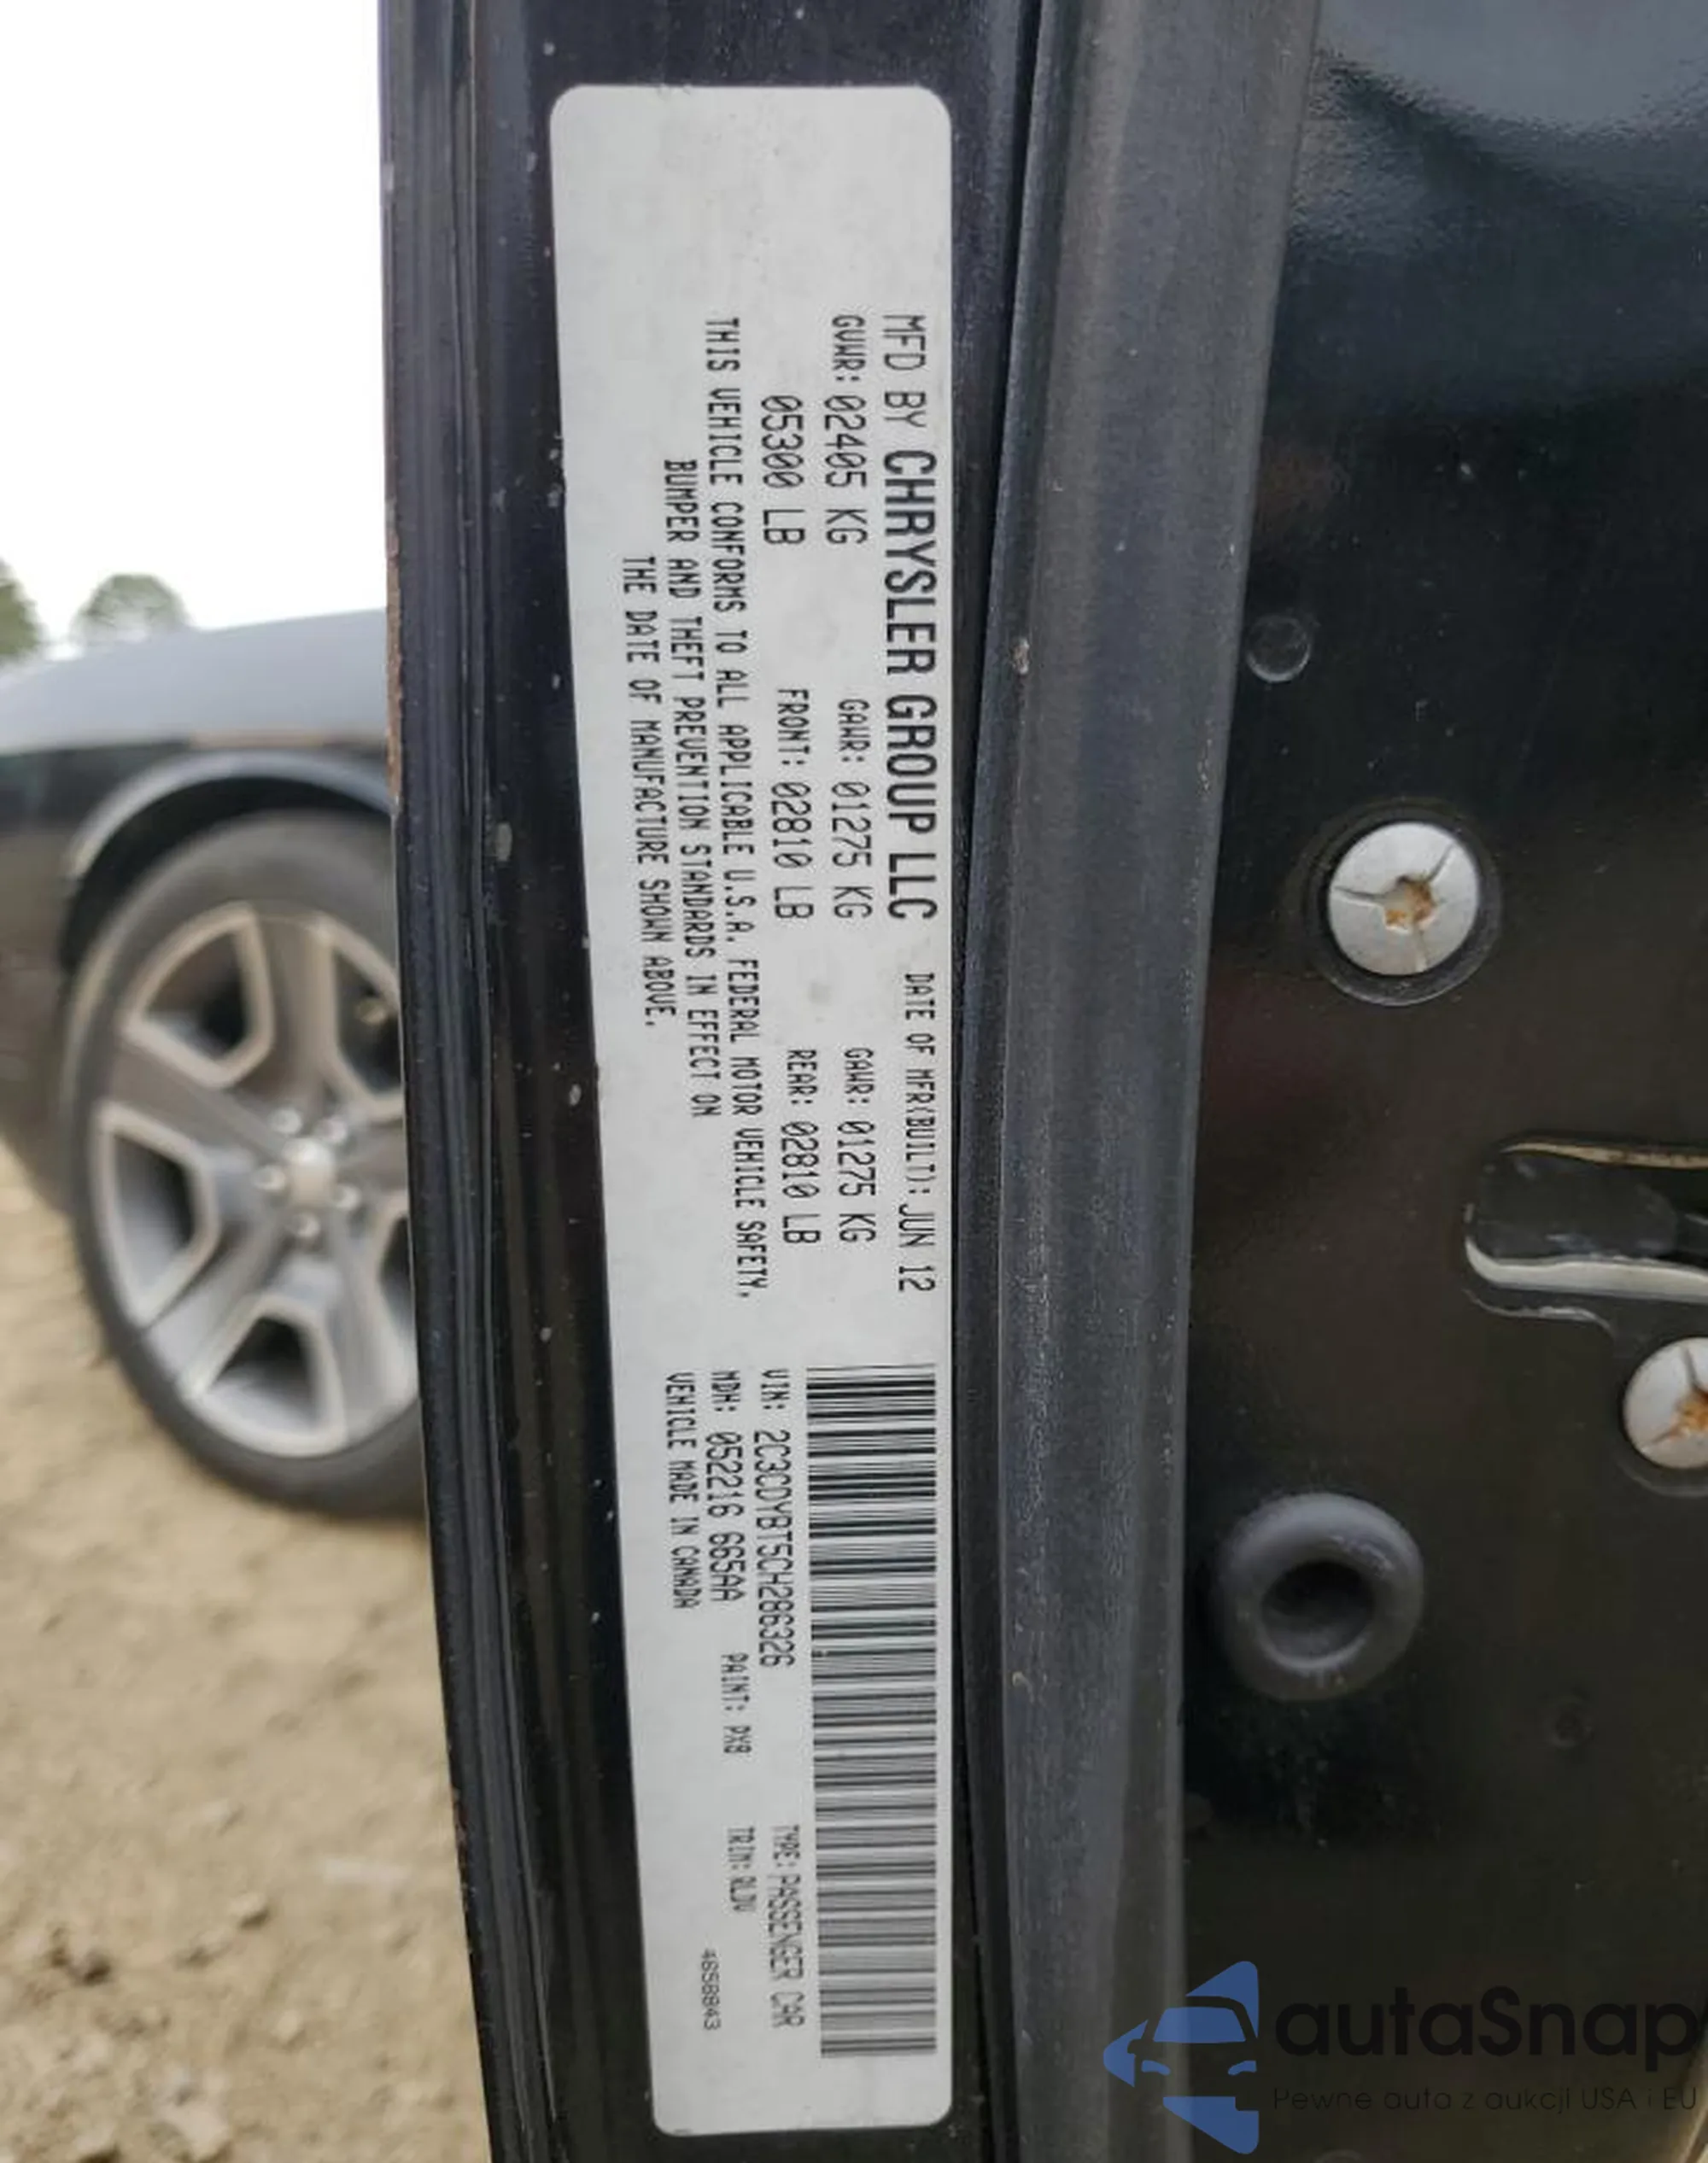 MFD BY CHRYSLER GROUP LLC DATE OF MFR(BUILT): JUN 12
GVWR: 02405 KG GAWR: 01275 KG GAWR: 01275 KG
05300 LB FRONT: 02810 LB REAR: 02810 LB
THIS VEHICLE CONFORMS TO ALL APPLICABLE U.S.A. FEDERAL MOTOR VEHICLE SAFETY,
BUMPER AND THEFT PREVENTION STANDARDS IN EFFECT ON
THE DATE OF MANUFACTURE SHOWN ABOVE.
VIN: 2C3CDYBT5CH286326 TYPE: PASSENGER CAR
MDH: 052216 665AA PAINT: PX8 TRIM:
VEHICLE MADE IN CANADA
autaSnap
Pewne auta z aukcji USA i EU